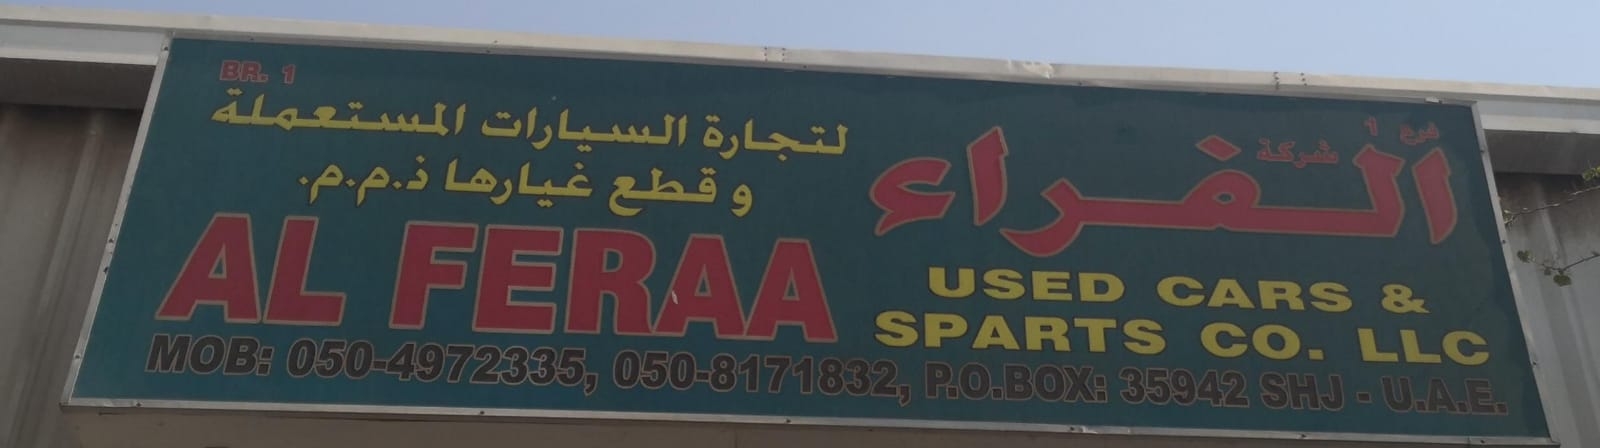 فرع 1
BR. 1
شركة
الفراء
لتجارة السيارات المستعملة
و قطع غيارها ذ.م.م.
AL FERAA
USED CARS &
SPARTS CO. LLC
MOB: 050-4972335, 050-8171832, P.O.BOX: 35942 SHJ - U.A.E.